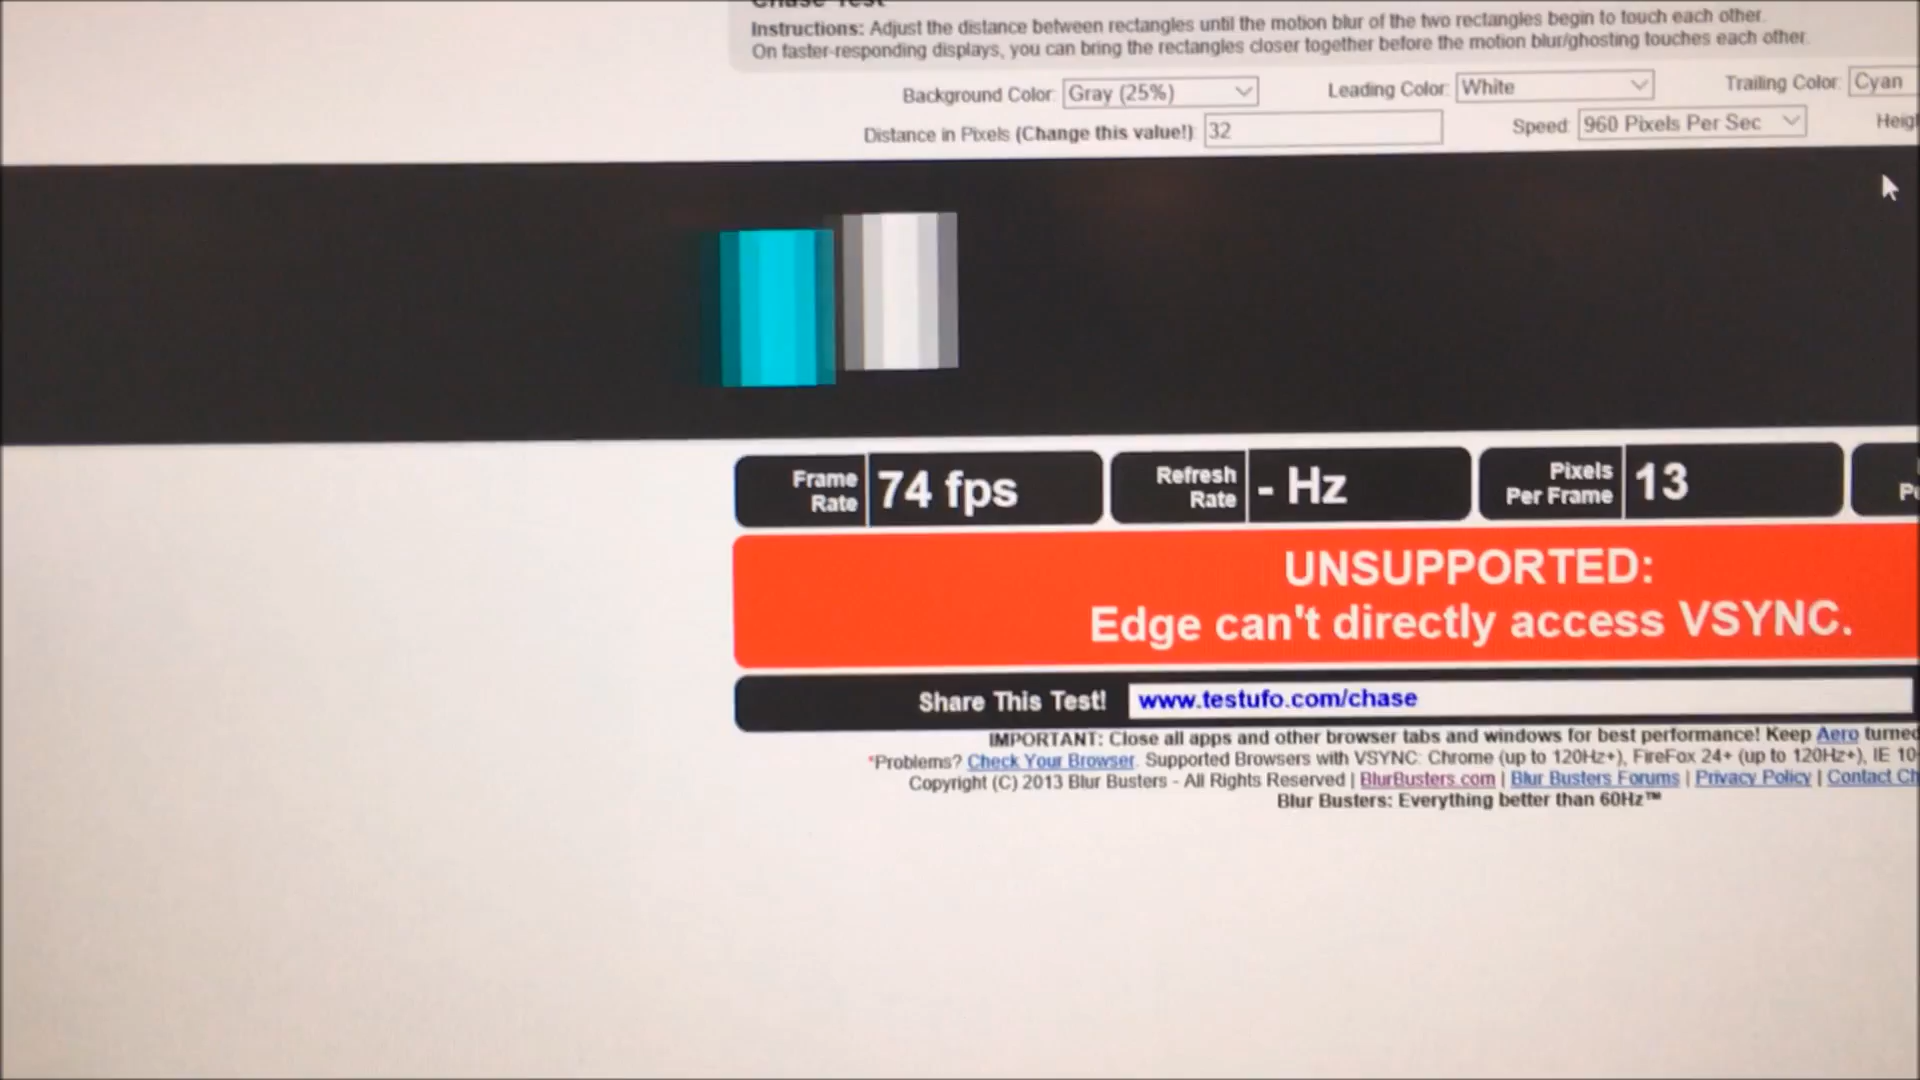 Chase Test
Instructions: Adjust the distance between rectangles until the motion blur of the two rectangles begin to touch each other.
On faster-responding displays, you can bring the rectangles closer together before the motion blur/ghosting touches each other.
Background Color: Gray (25%) Leading Color: White Trailing Color: Cyan
Distance in Pixels (Change this value!): 32 Speed: 960 Pixels Per Sec
Frame Rate 74 fps
Refresh Rate - Hz
Pixels Per Frame 13
UNSUPPORTED:
Edge can't directly access VSYNC.
Share This Test! www.testufo.com/chase
IMPORTANT: Close all apps and other browser tabs and windows for best performance! Keep Aero turned
*Problems? Check Your Browser. Supported Browsers with VSYNC: Chrome (up to 120Hz+), FireFox 24+ (up to 120Hz+), IE 10
Copyright (C) 2013 Blur Busters - All Rights Reserved | BlurBusters.com | Blur Busters Forums | Privacy Policy | Contact
Blur Busters: Everything better than 60Hz™